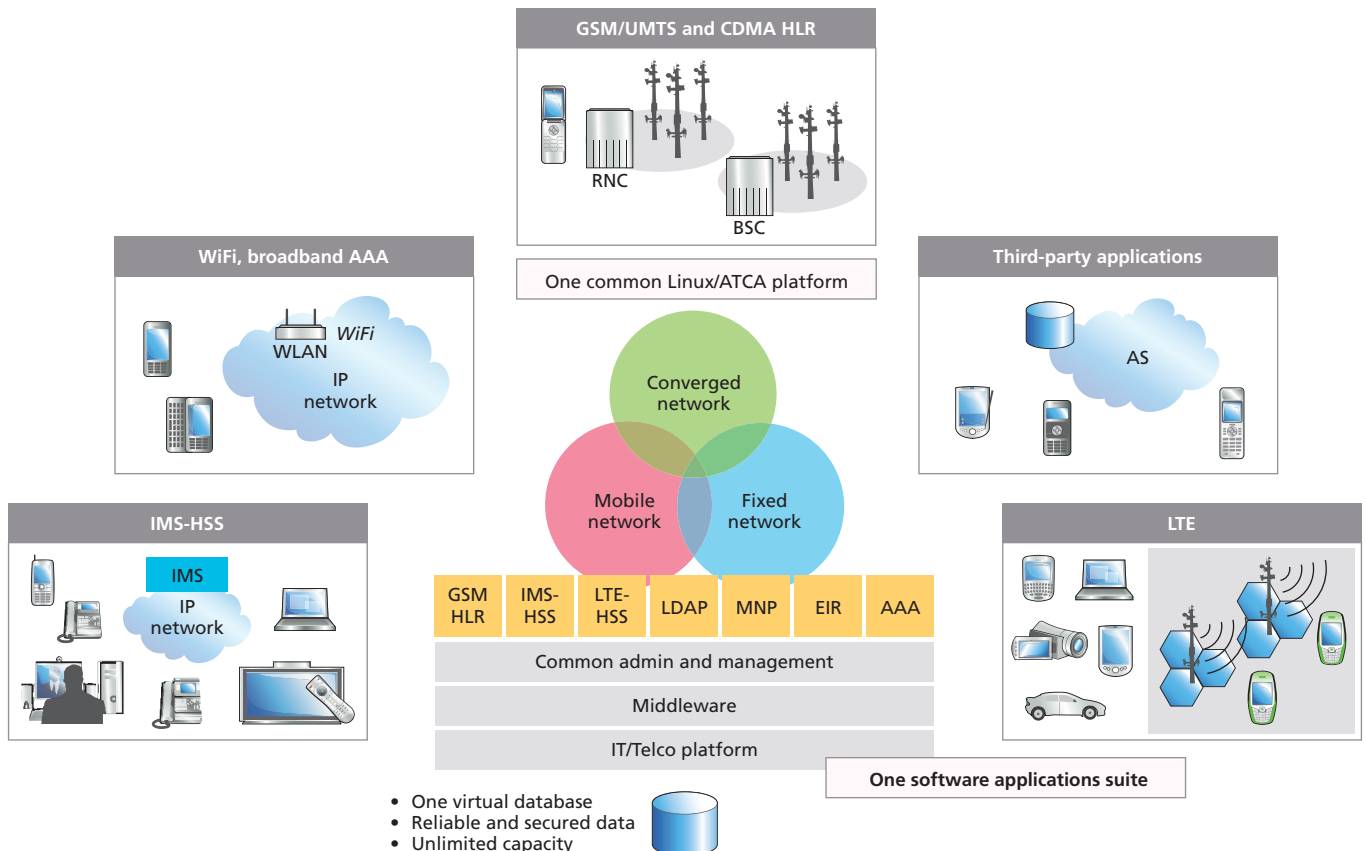 GSM/UMTS and CDMA HLR
RNC
BSC
One common Linux/ATCA platform
WiFi, broadband AAA
WiFi
WLAN
IP
network
Third-party applications
AS
Converged
network
Mobile
network
Fixed
network
IMS-HSS
IMS
IP
network
LTE
GSM
HLR
IMS-
HSS
LTE-
HSS
LDAP
MNP
EIR
AAA
Common admin and management
Middleware
IT/Telco platform
One software applications suite
• One virtual database
• Reliable and secured data
• Unlimited capacity